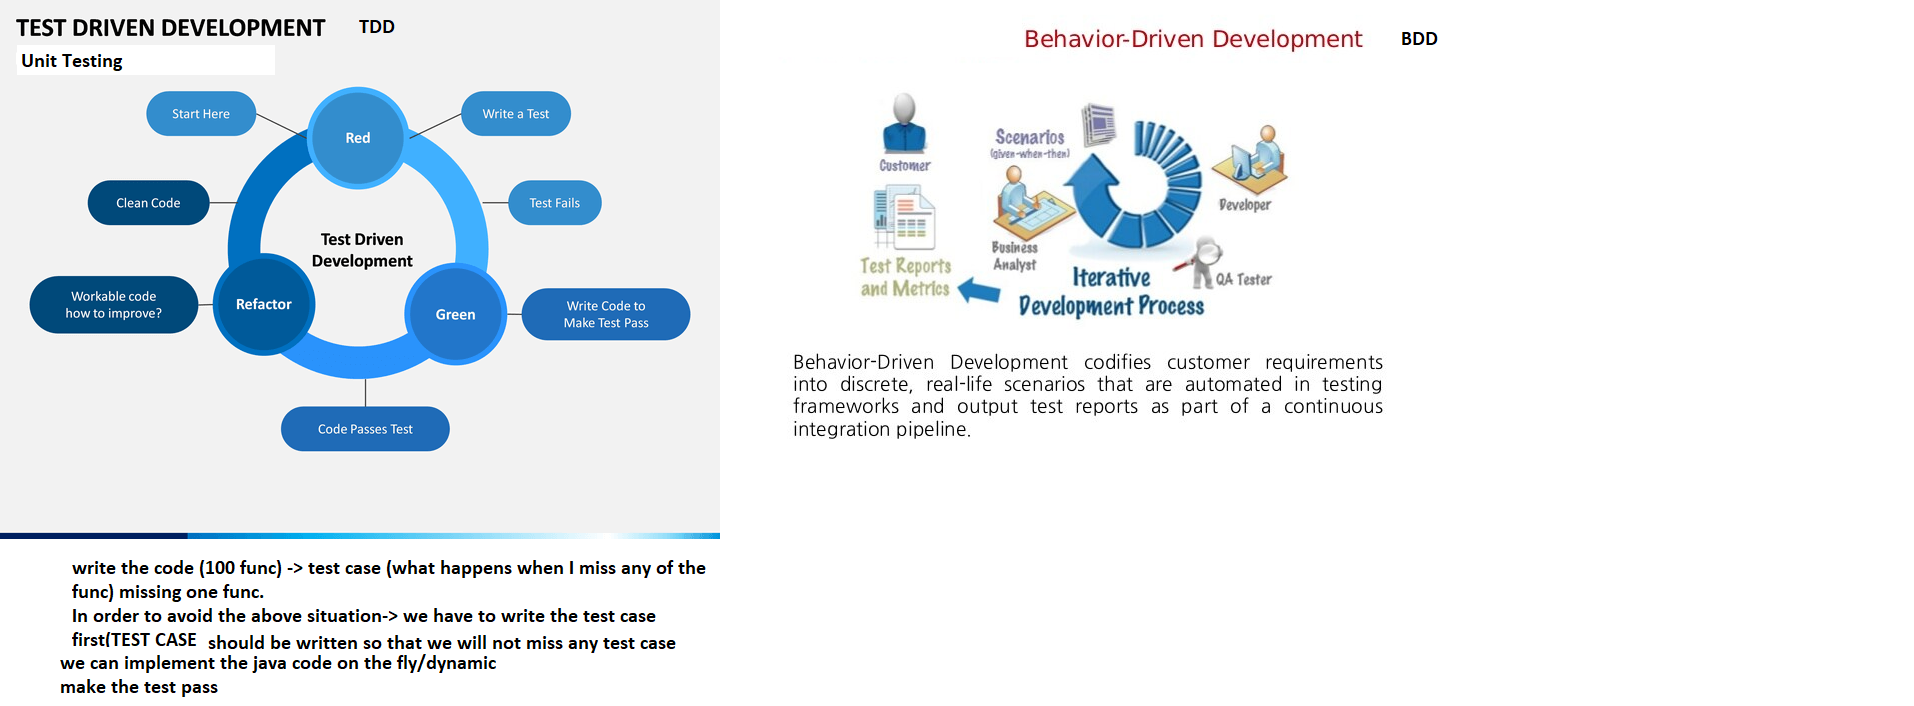 TEST DRIVEN DEVELOPMENT TDD
Unit Testing
Start Here
Red
Write a Test
Clean Code
Test Fails
Test Driven
Development
Workable code
how to improve?
Refactor
Green
Write Code to
Make Test Pass
Code Passes Test
write the code (100 func) -> test case (what happens when I miss any of the
func) missing one func.
In order to avoid the above situation-> we have to write the test case
first(TEST CASE should be written so that we will not miss any test case
we can implement the java code on the fly/dynamic
make the test pass
Behavior-Driven Development BDD
Customer
Scenarios
(given-when-then)
Developer
Business
Analyst
Test Reports
and Metrics
QA Tester
Iterative
Development Process
Behavior-Driven Development codifies customer requirements
into discrete, real-life scenarios that are automated in testing
frameworks and output test reports as part of a continuous
integration pipeline.